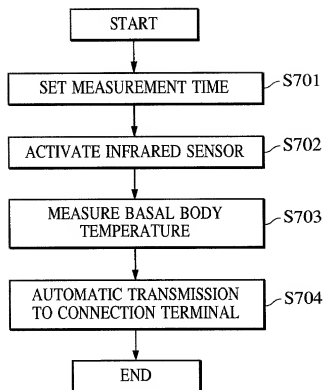 START
SET MEASUREMENT TIME
S701
ACTIVATE INFRARED SENSOR
S702
MEASURE BASAL BODY
TEMPERATURE
S703
AUTOMATIC TRANSMISSION
TO CONNECTION TERMINAL
S704
END